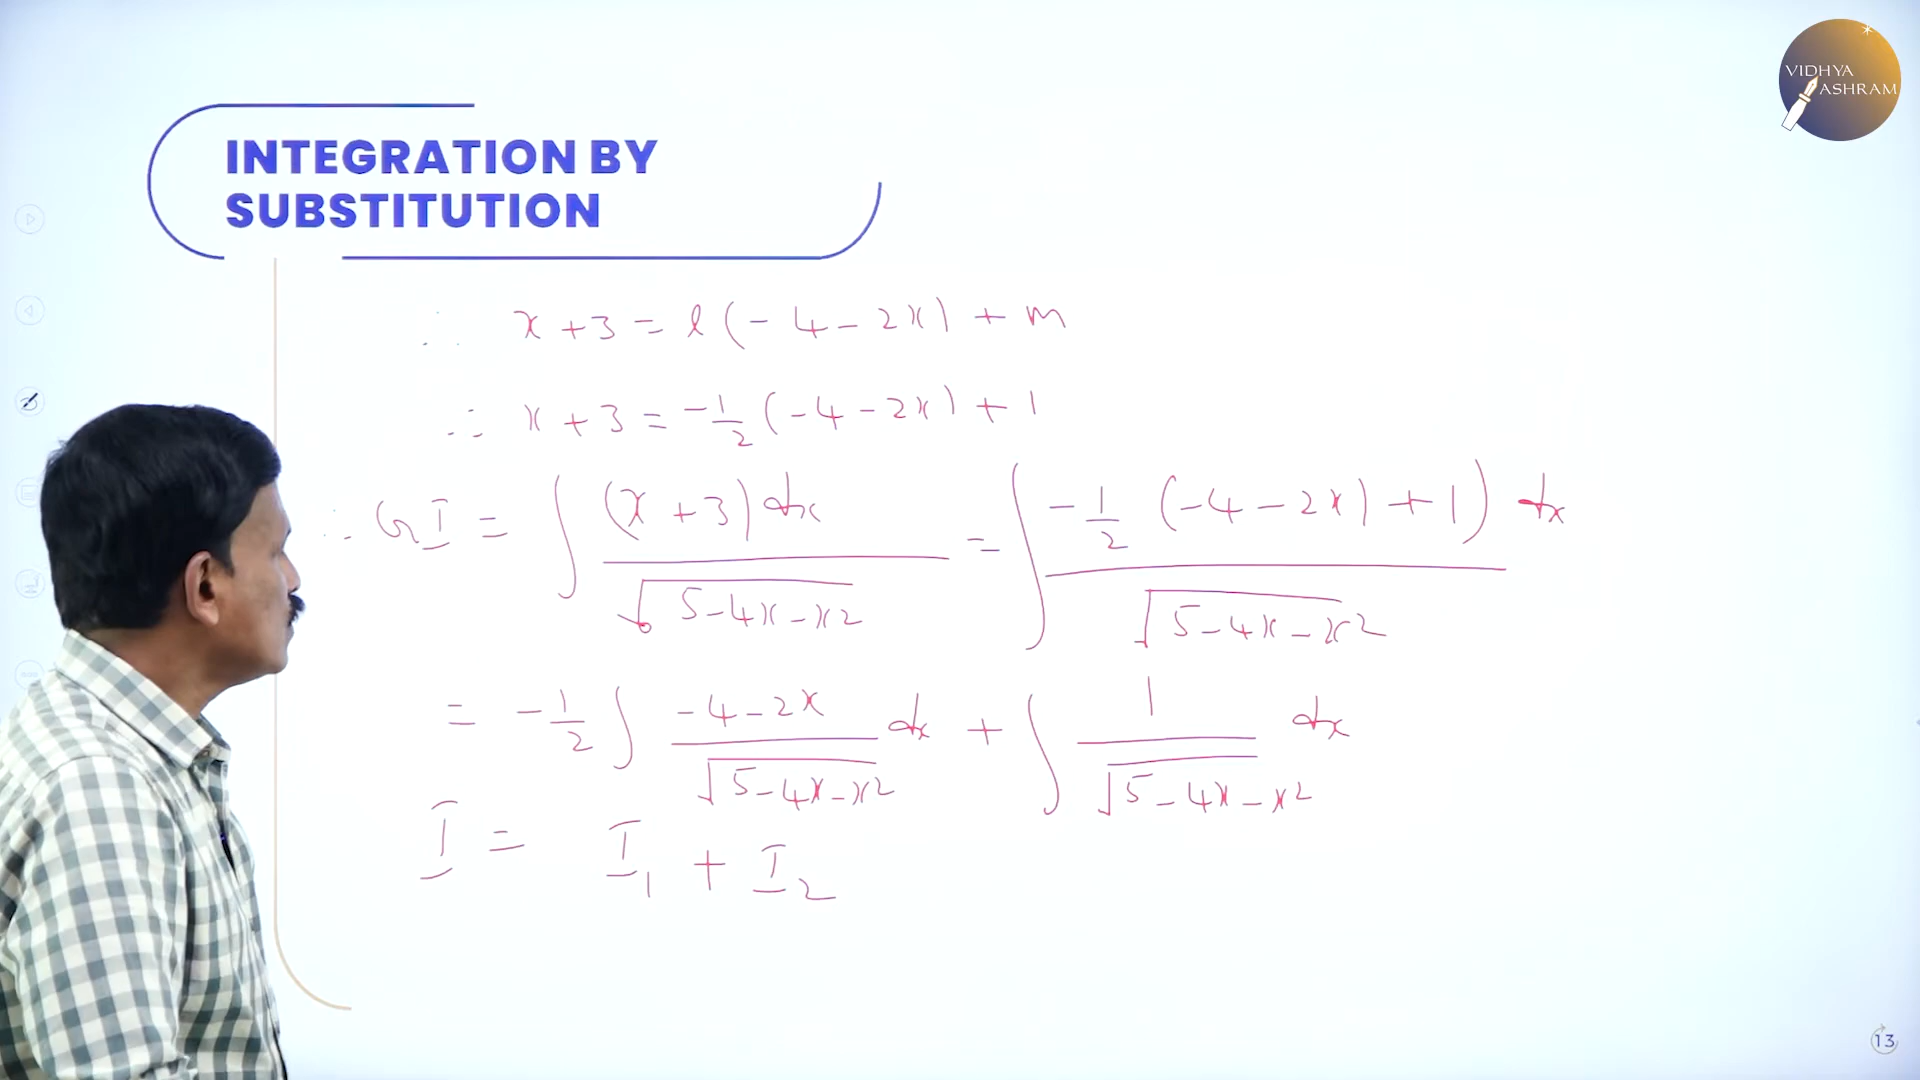 VIDHYA
ASHRAM
INTEGRATION BY
SUBSTITUTION
∴ x + 3 = l (- 4 - 2x) + m
∴ x + 3 = -1/2 (-4 - 2x) + 1
∴ GI = ∫ (x + 3) dx / √(5-4x-x²) = ∫ -1/2 (-4-2x) + 1) dx / √(5-4x-x²)
= -1/2 ∫ -4-2x / √(5-4x-x²) dx + ∫ 1 / √(5-4x-x²) dx
I = I₁ + I₂
13